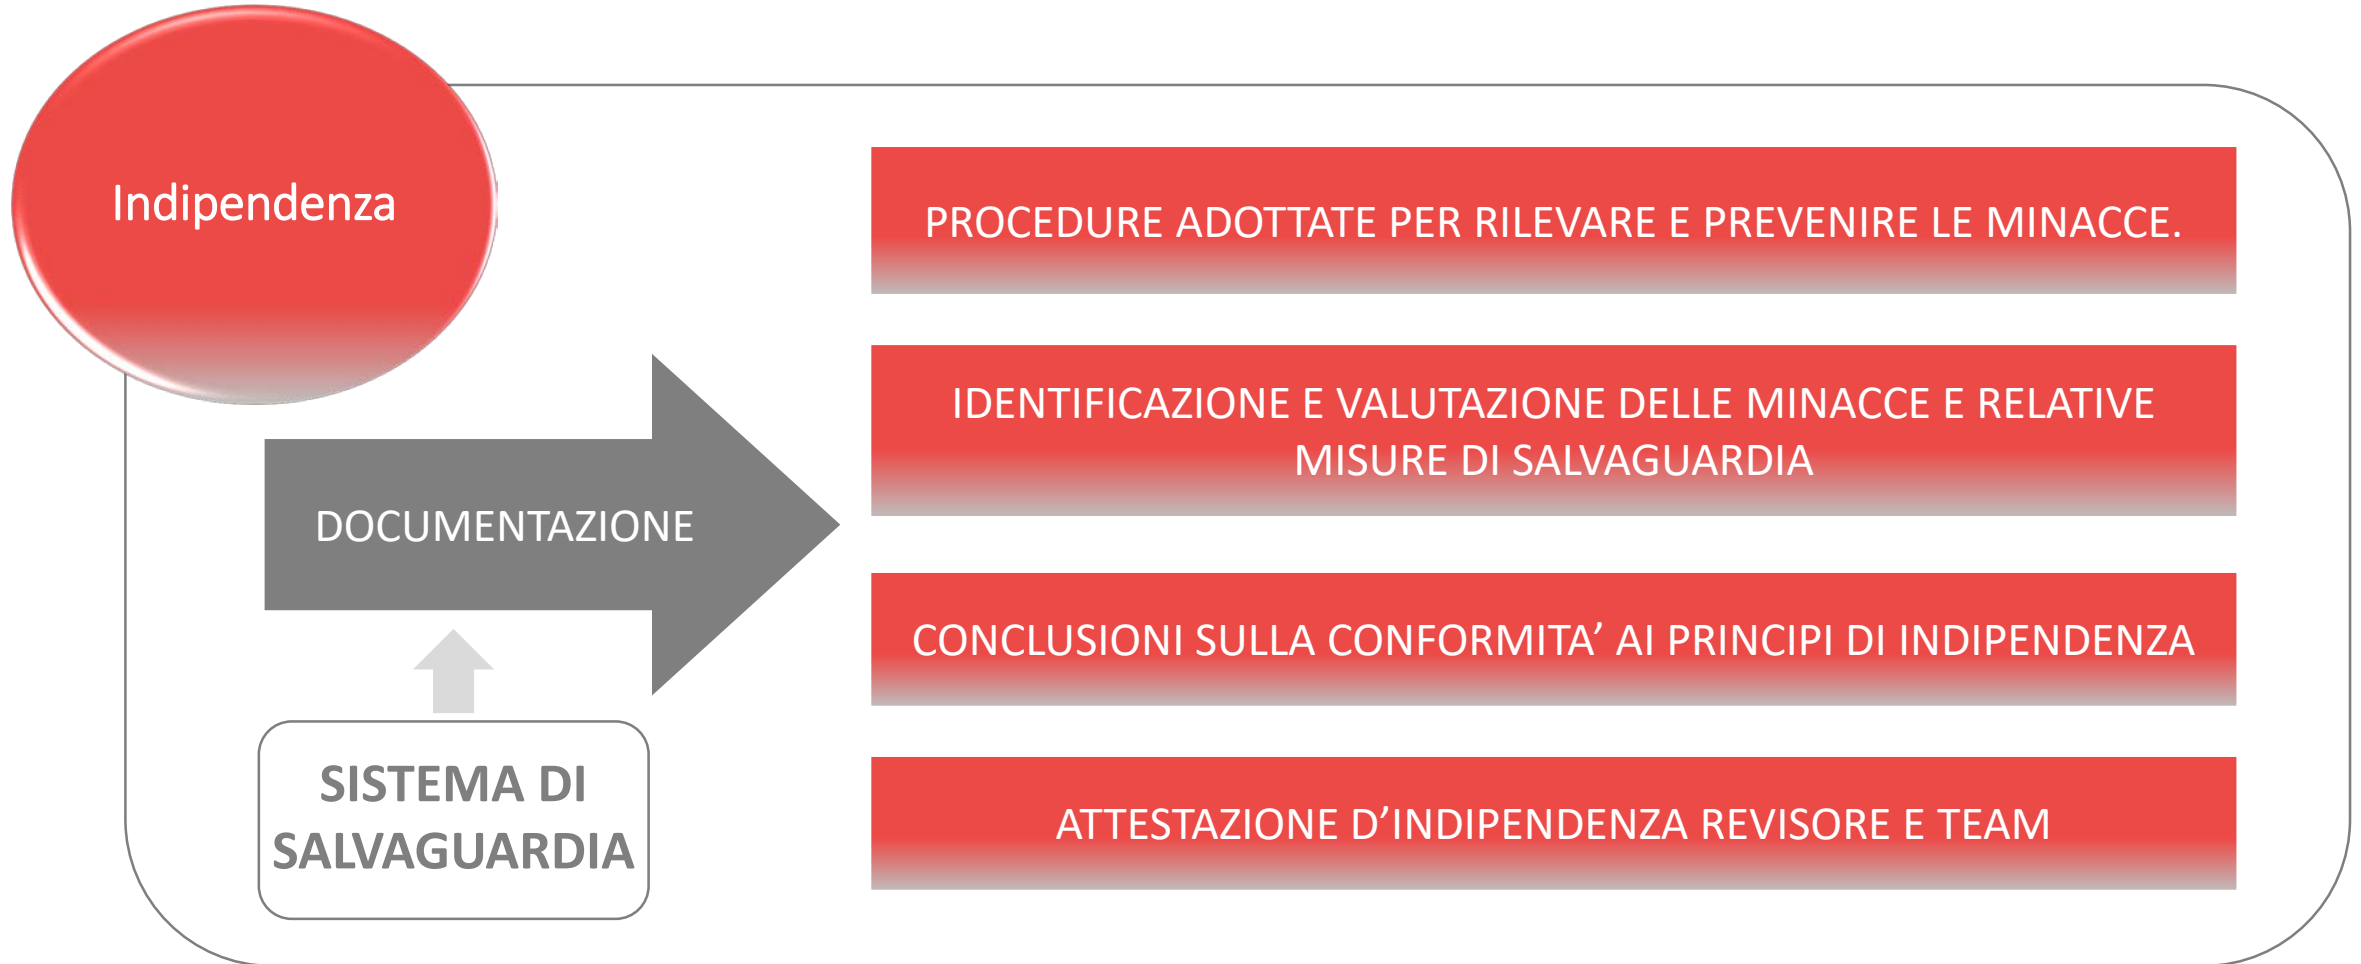 Indipendenza
PROCEDURE ADOTTATE PER RILEVARE E PREVENIRE LE MINACCE.
IDENTIFICAZIONE E VALUTAZIONE DELLE MINACCE E RELATIVE
MISURE DI SALVAGUARDIA
DOCUMENTAZIONE
CONCLUSIONI SULLA CONFORMITA’ AI PRINCIPI DI INDIPENDENZA
SISTEMA DI
SALVAGUARDIA
ATTESTAZIONE D’INDIPENDENZA REVISORE E TEAM